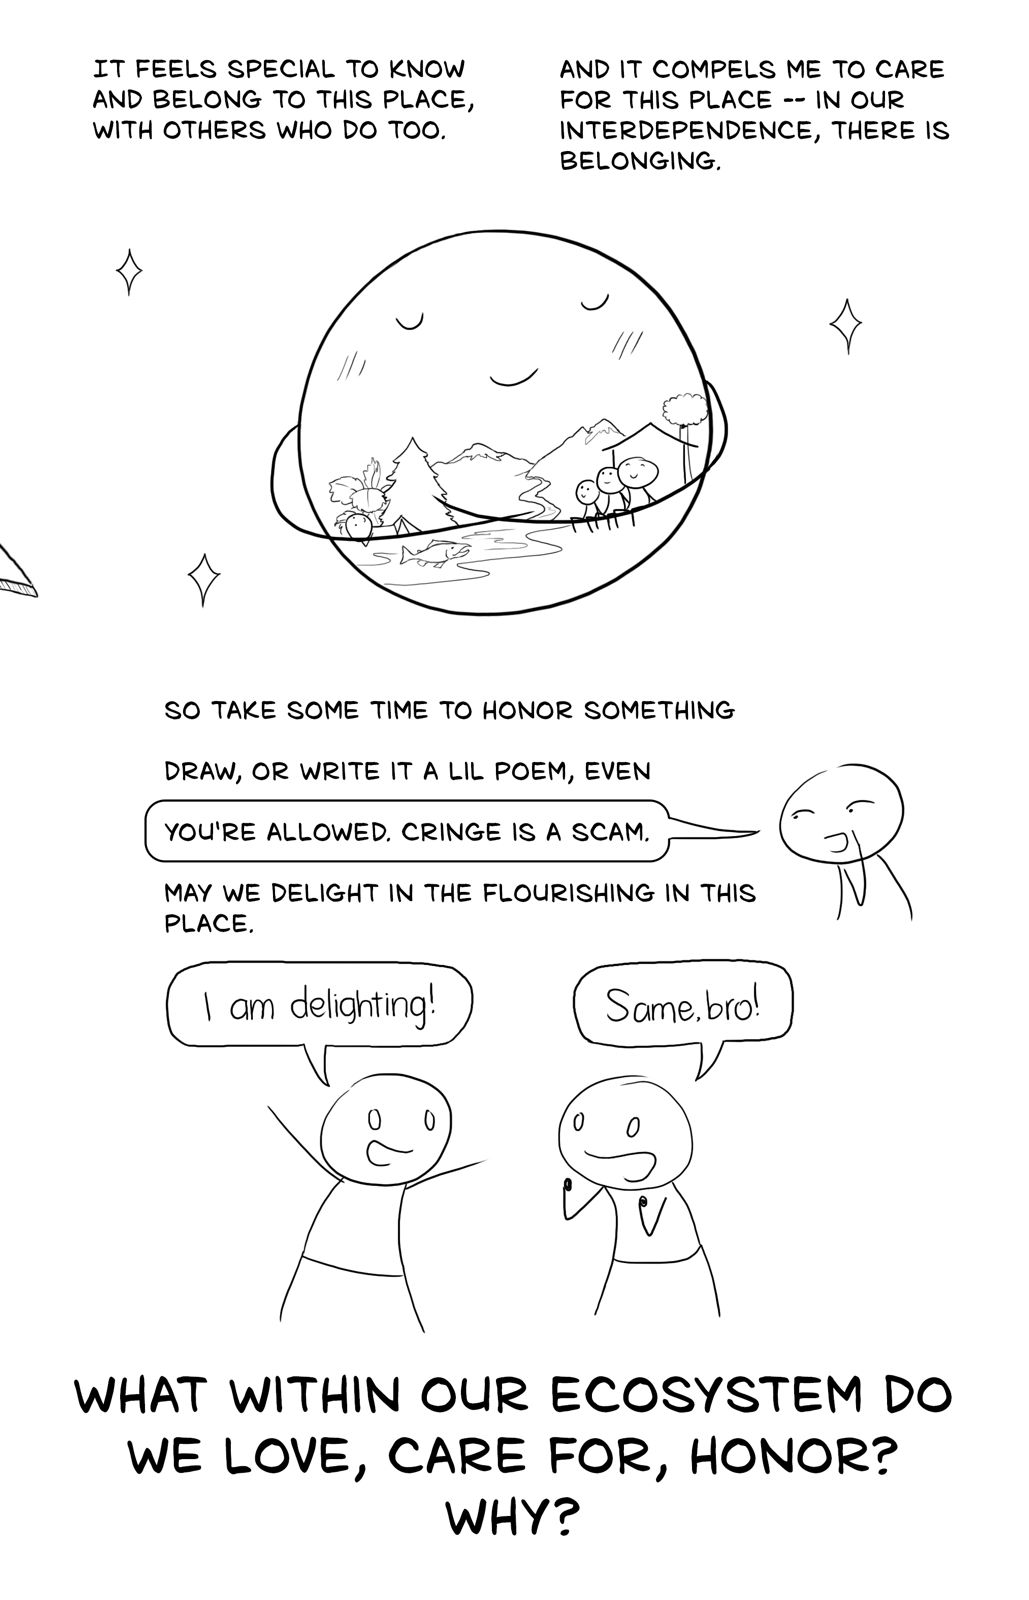 IT FEELS SPECIAL TO KNOW
AND BELONG TO THIS PLACE,
WITH OTHERS WHO DO TOO.
AND IT COMPELS ME TO CARE
FOR THIS PLACE -- IN OUR
INTERDEPENDENCE, THERE IS
BELONGING.
SO TAKE SOME TIME TO HONOR SOMETHING
DRAW, OR WRITE IT A LIL POEM, EVEN
YOU'RE ALLOWED. CRINGE IS A SCAM.
MAY WE DELIGHT IN THE FLOURISHING IN THIS
PLACE.
I am delighting!
Same, bro!
WHAT WITHIN OUR ECOSYSTEM DO
WE LOVE, CARE FOR, HONOR?
WHY?